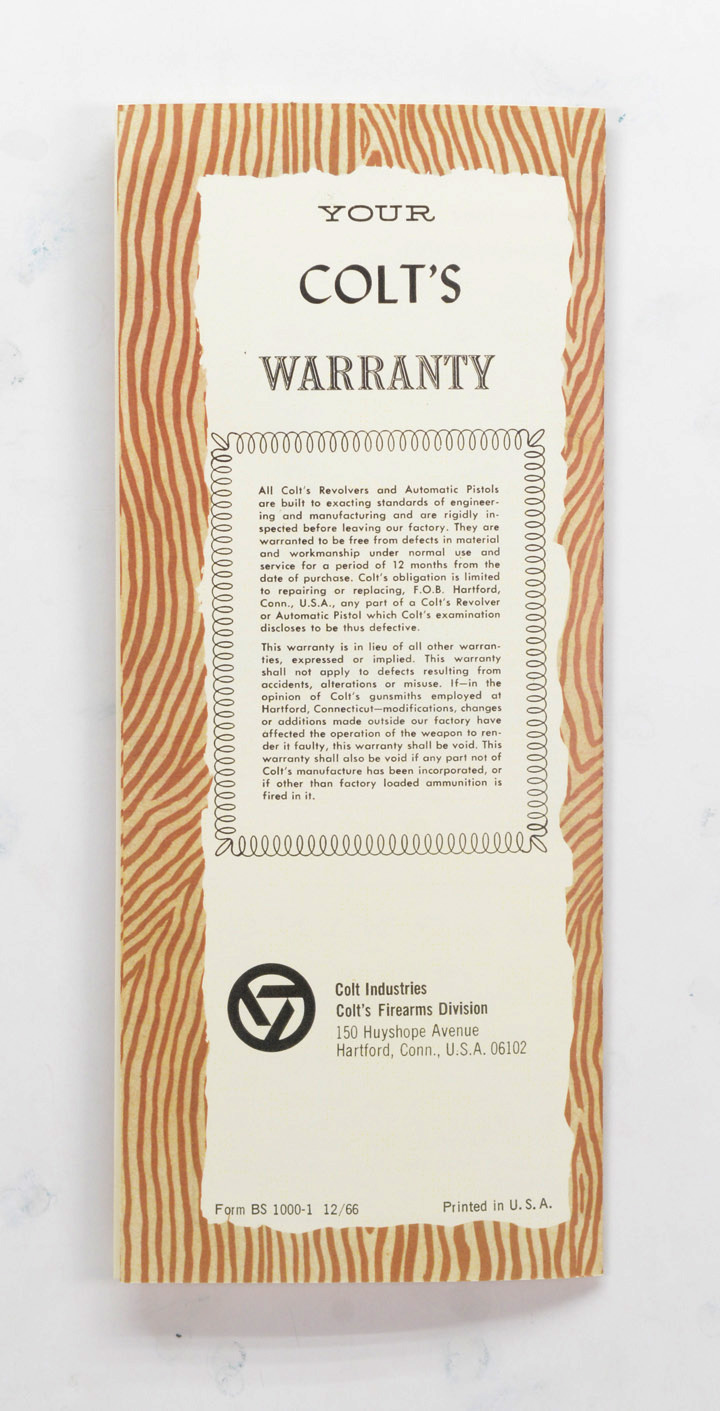 YOUR
COLT'S
WARRANTY
All Colt's Revolvers and Automatic Pistols
are built to exacting standards of engineer-
ing and manufacturing and are rigidly in-
spected before leaving our factory. They are
warranted to be free from defects in material
and workmanship under normal use and
service for a period of 12 months from the
date of purchase. Colt's obligation is limited
to repairing or replacing, F.O.B. Hartford,
Conn., U.S.A., any part of a Colt's Revolver
or Automatic Pistol which Colt's examination
discloses to be thus defective.
This warranty is in lieu of all other warran-
ties, expressed or implied. This warranty
shall not apply to defects resulting from
accidents, alterations or misuse. If—in the
opinion of Colt's gunsmiths employed at
Hartford, Connecticut—modifications, changes
or additions made outside our factory have
affected the operation of the weapon to ren-
der it faulty, this warranty shall be void. This
warranty shall also be void if any part not of
Colt's manufacture has been incorporated, or
if other than factory loaded ammunition is
fired in it.
Colt Industries
Colt's Firearms Division
150 Huyshope Avenue
Hartford, Conn., U.S.A. 06102
Form BS 1000-1 12/66
Printed in U.S.A.